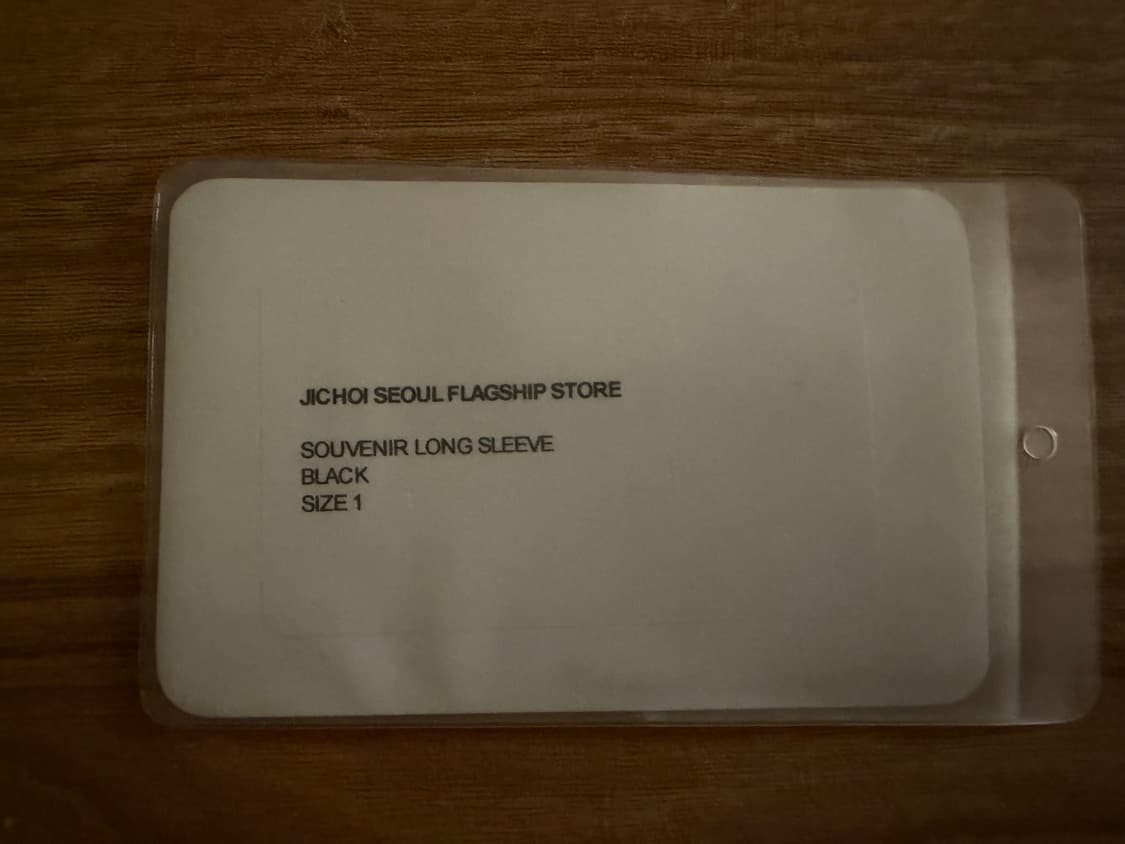 JICHOI SEOUL FLAGSHIP STORE
SOUVENIR LONG SLEEVE
BLACK
SIZE 1